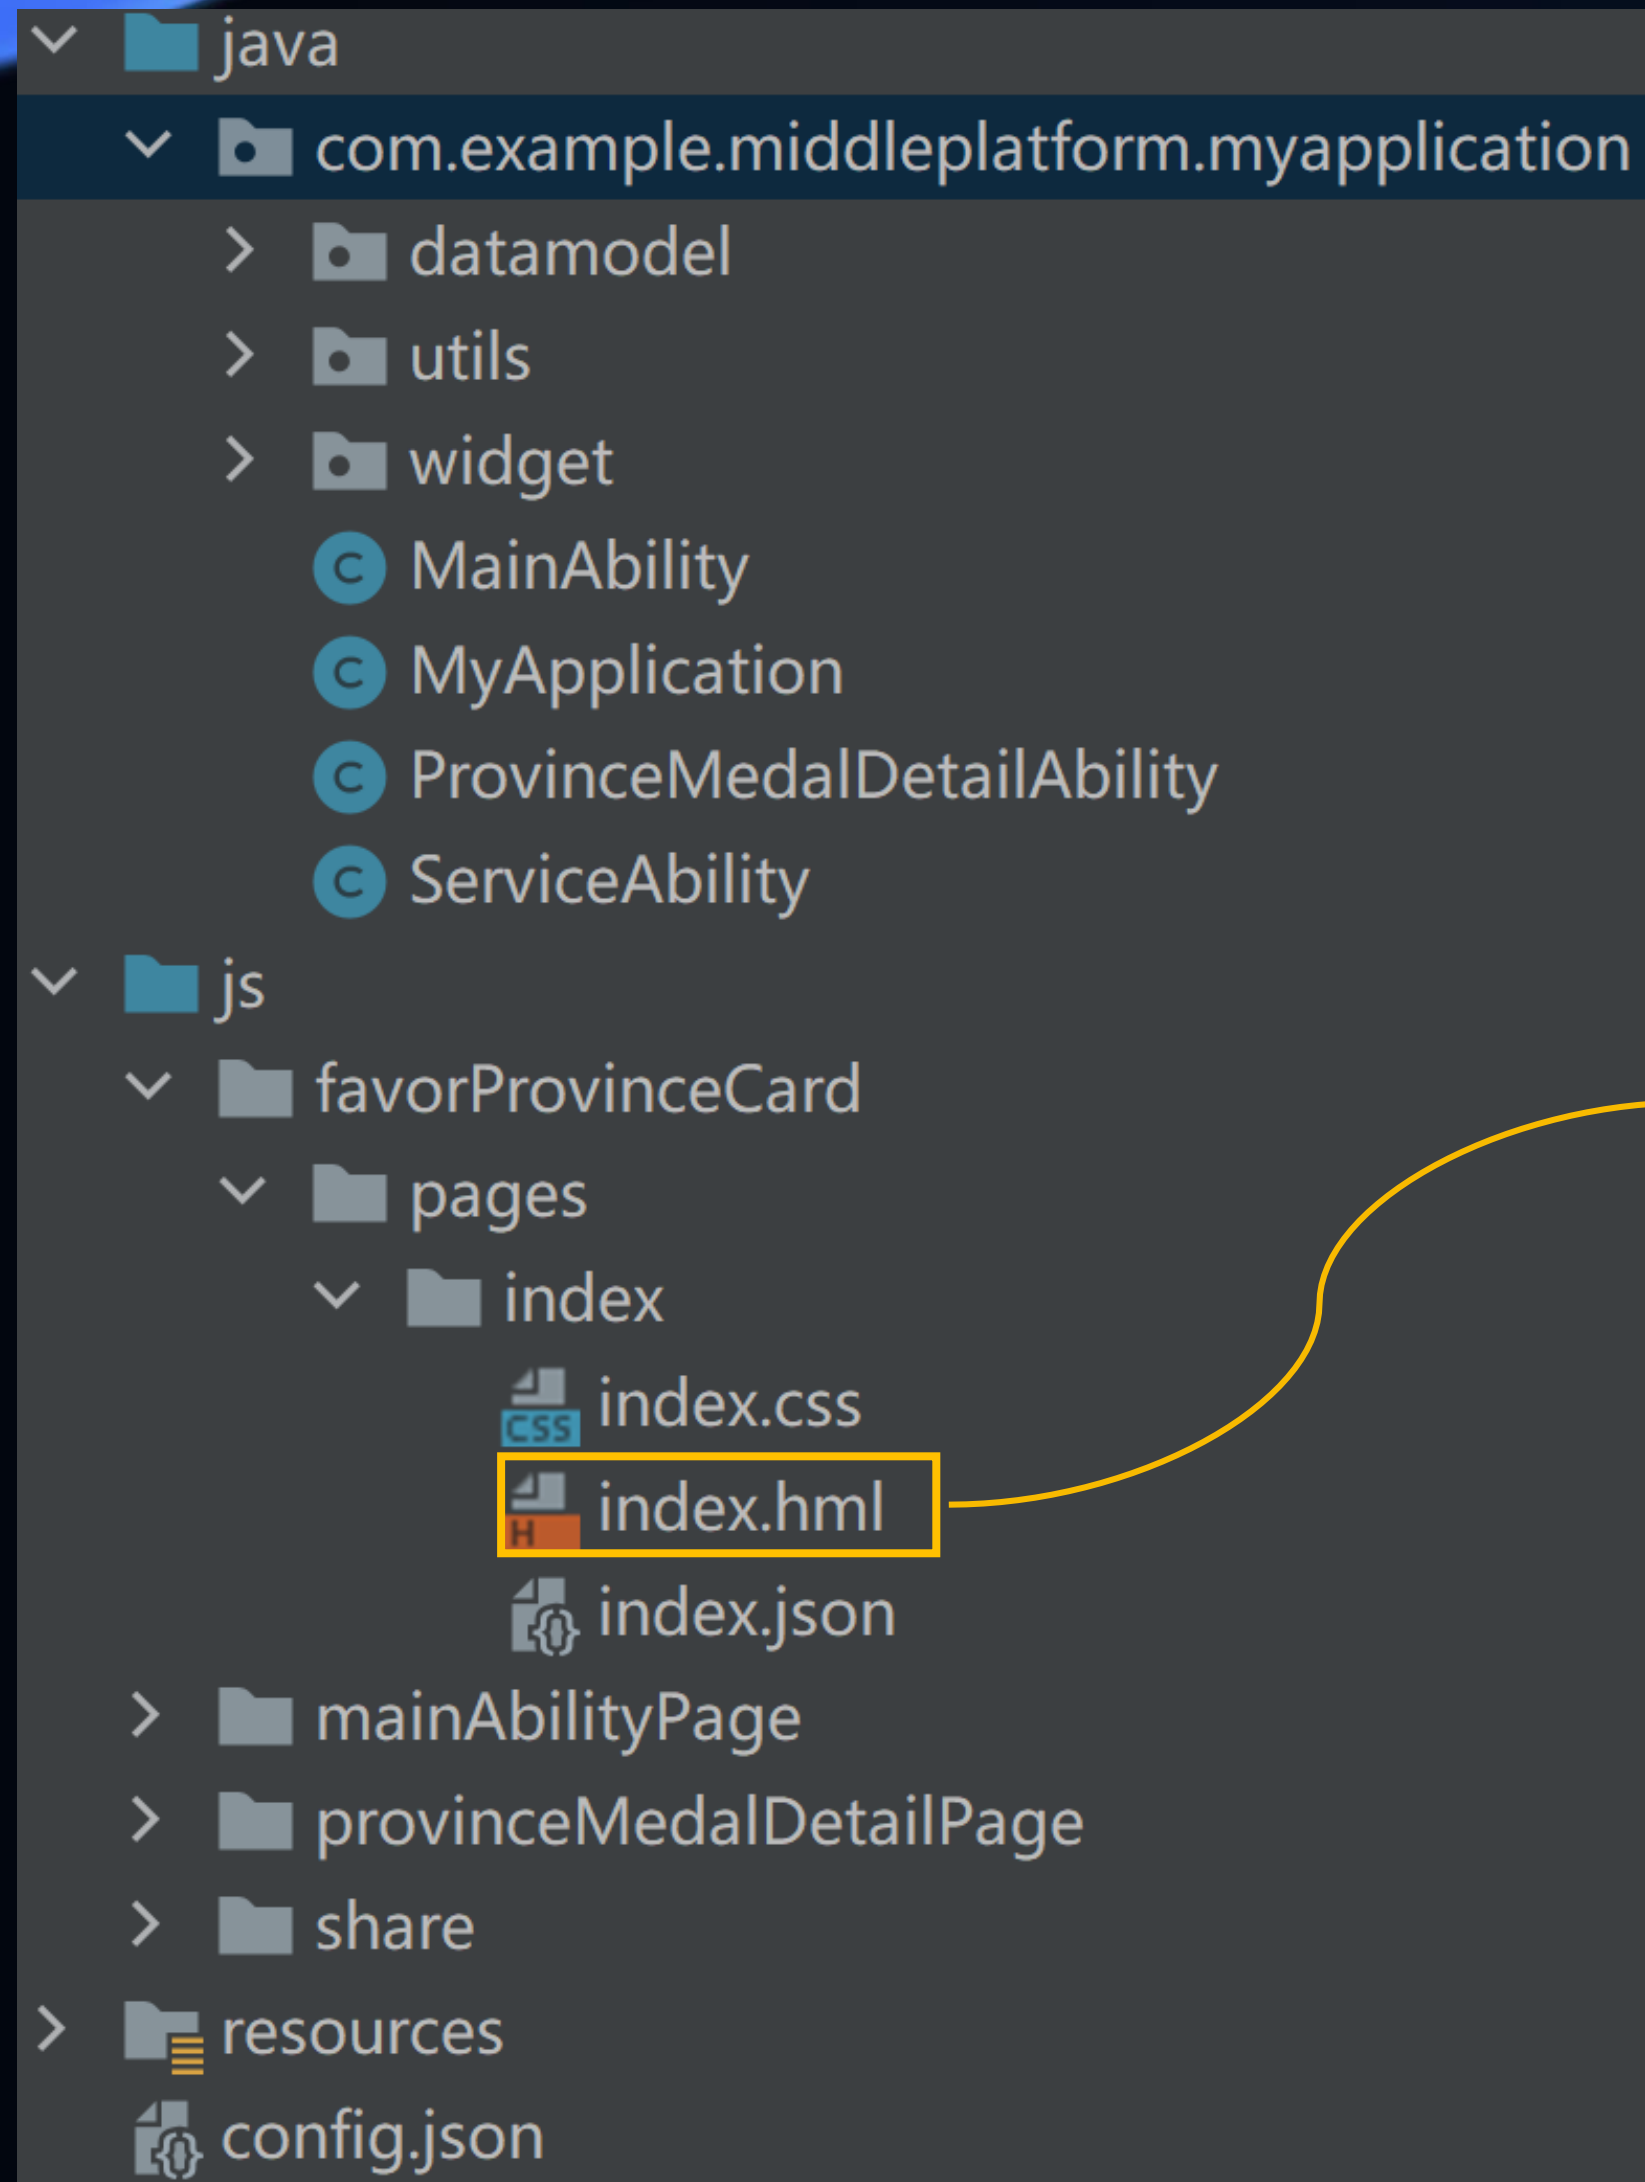 java
com.example.middleplatform.myapplication
datamodel
utils
widget
C MainAbility
C MyApplication
C ProvinceMedalDetailAbility
C ServiceAbility
js
favorProvinceCard
pages
index
CSS index.css
H index.hml
{} index.json
mainAbilityPage
provinceMedalDetailPage
share
resources
{} config.json